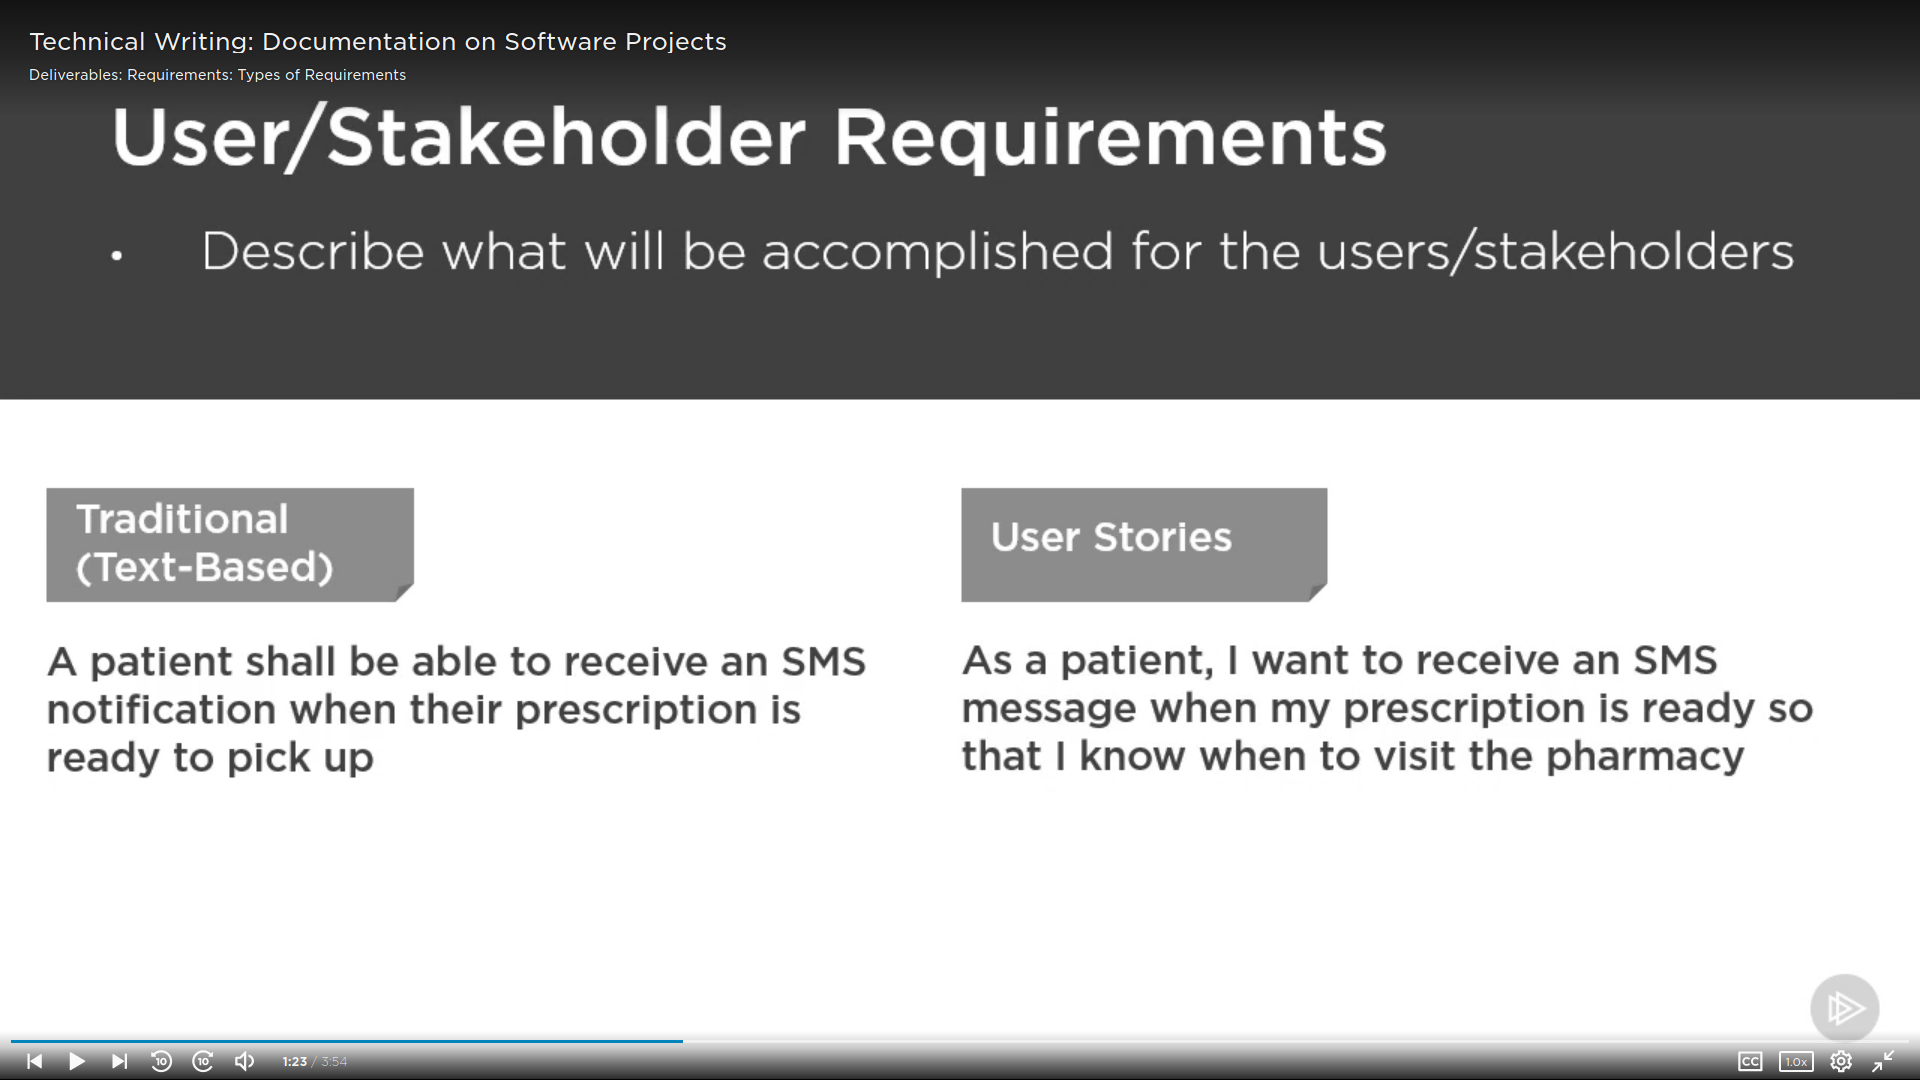 Technical Writing: Documentation on Software Projects
Deliverables: Requirements: Types of Requirements
User/Stakeholder Requirements
• Describe what will be accomplished for the users/stakeholders
Traditional
(Text-Based)
A patient shall be able to receive an SMS
notification when their prescription is
ready to pick up
User Stories
As a patient, I want to receive an SMS
message when my prescription is ready so
that I know when to visit the pharmacy
10 10 1:23 / 3:54 CC 1.0x